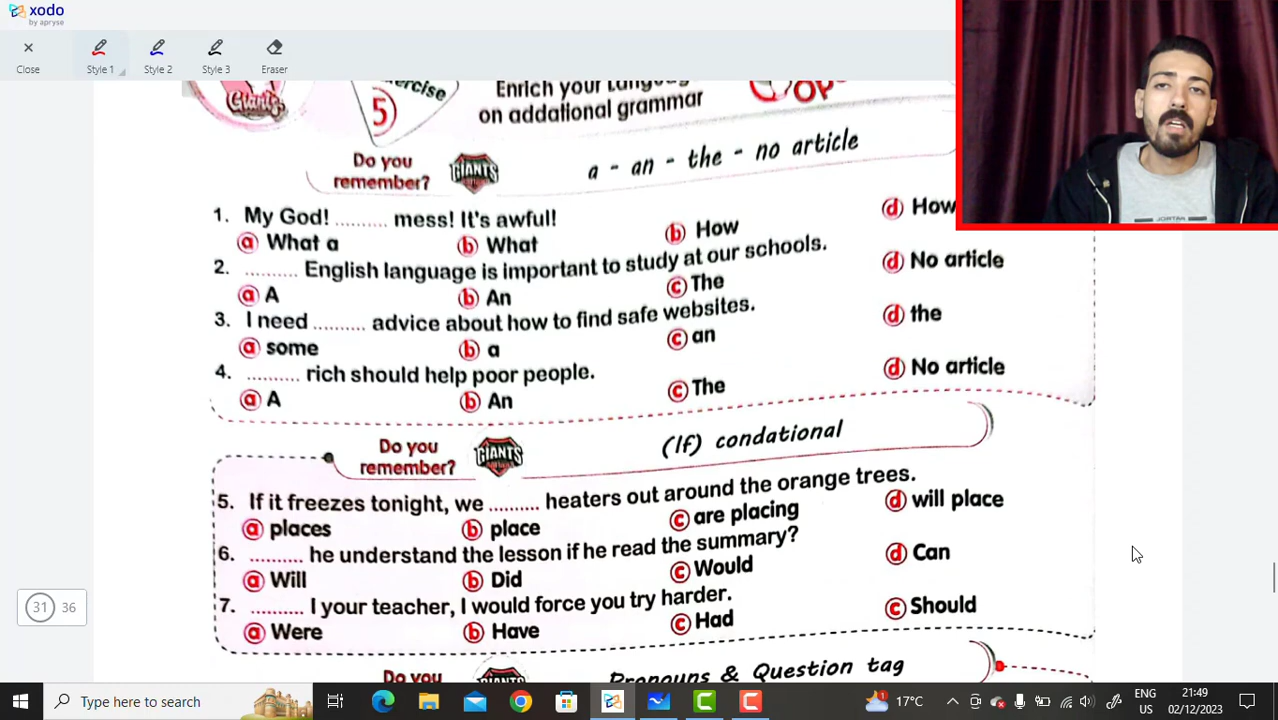 xodo
by apryse
Close
Style 1
Style 2
Style 3
Eraser
Giants
ercise
5
Enrich your Language
on addational grammar
Do you
remember?
GIANTS
a - an - the - no article
1. My God! ......... mess! It's awful!
a What a
b What
b How
d How
2. ......... English language is important to study at our schools.
a A
b An
c The
d No article
3. I need ......... advice about how to find safe websites.
a some
b a
c an
d the
4. ......... rich should help poor people.
a A
b An
c The
d No article
Do you
remember?
GIANTS
(If) condational
5. If it freezes tonight, we ......... heaters out around the orange trees.
a places
b place
c are placing
d will place
6. ......... he understand the lesson if he read the summary?
a Will
b Did
c Would
d Can
7. ......... I your teacher, I would force you try harder.
a Were
b Have
c Had
c Should
Do you
Pronouns & Question tag
31 36
JORTAN
Type here to search
1
17°C
ENG
US
21:49
02/12/2023